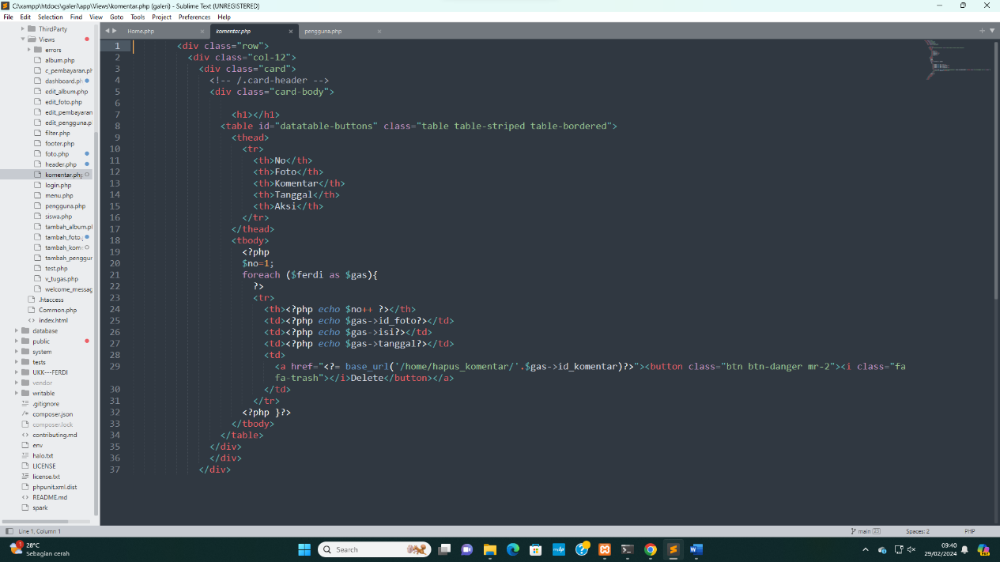 C:\xampp\htdocs\galeri\app\Views\komentar.php (galeri) - Sublime Text (UNREGISTERED)
File Edit Selection Find View Goto Tools Project Preferences Help
ThirdParty
Views
errors
album.php
c_pembayaran.ph
dashboard.ph
edit_album.php
edit_foto.php
edit_pembayaran
edit_pengguna.p
filter.php
footer.php
foto.php
header.php
komentar.php
login.php
menu.php
pengguna.php
siswa.php
tambah_album.pl
tambah_foto.
tambah_kom
tambah_penggur
test.php
v_tugas.php
welcome_messag
.htaccess
Common.php
index.html
database
public
system
tests
UKK---FERDI
vendor
writable
.gitignore
composer.json
composer.lock
contributing.md
env
halo.txt
LICENSE
license.txt
phpunit.xml.dist
README.md
spark
Home.php komentar.php pengguna.php
1 <div class="row">
2 <div class="col-12">
3 <div class="card">
4 <!-- /.card-header -->
5 <div class="card-body">
6
7 <h1></h1>
8 <table id="datatable-buttons" class="table table-striped table-bordered">
9 <thead>
10 <tr>
11 <th>No</th>
12 <th>Foto</th>
13 <th>Komentar</th>
14 <th>Tanggal</th>
15 <th>Aksi</th>
16 </tr>
17 </thead>
18 <tbody>
19 <?php
20 $no=1;
21 foreach ($ferdi as $gas){
22 ?>
23 <tr>
24 <th><?php echo $no++ ?></th>
25 <td><?php echo $gas->id_foto?></td>
26 <td><?php echo $gas->isi?></td>
27 <td><?php echo $gas->tanggal?></td>
28 <td>
29 <a href="<?= base_url('/home/hapus_komentar/'.$gas->id_komentar)?>"><button class="btn btn-danger mr-2"><i class="fa
fa-trash"></i>Delete</button></a>
30 </td>
31 </tr>
32 <?php }?>
33 </tbody>
34 </table>
35 </div>
36 </div>
37 </div>
Line 1, Column 1 main 23 Spaces: 2 PHP
28°C
Sebagian cerah
Search
09:40
29/02/2024